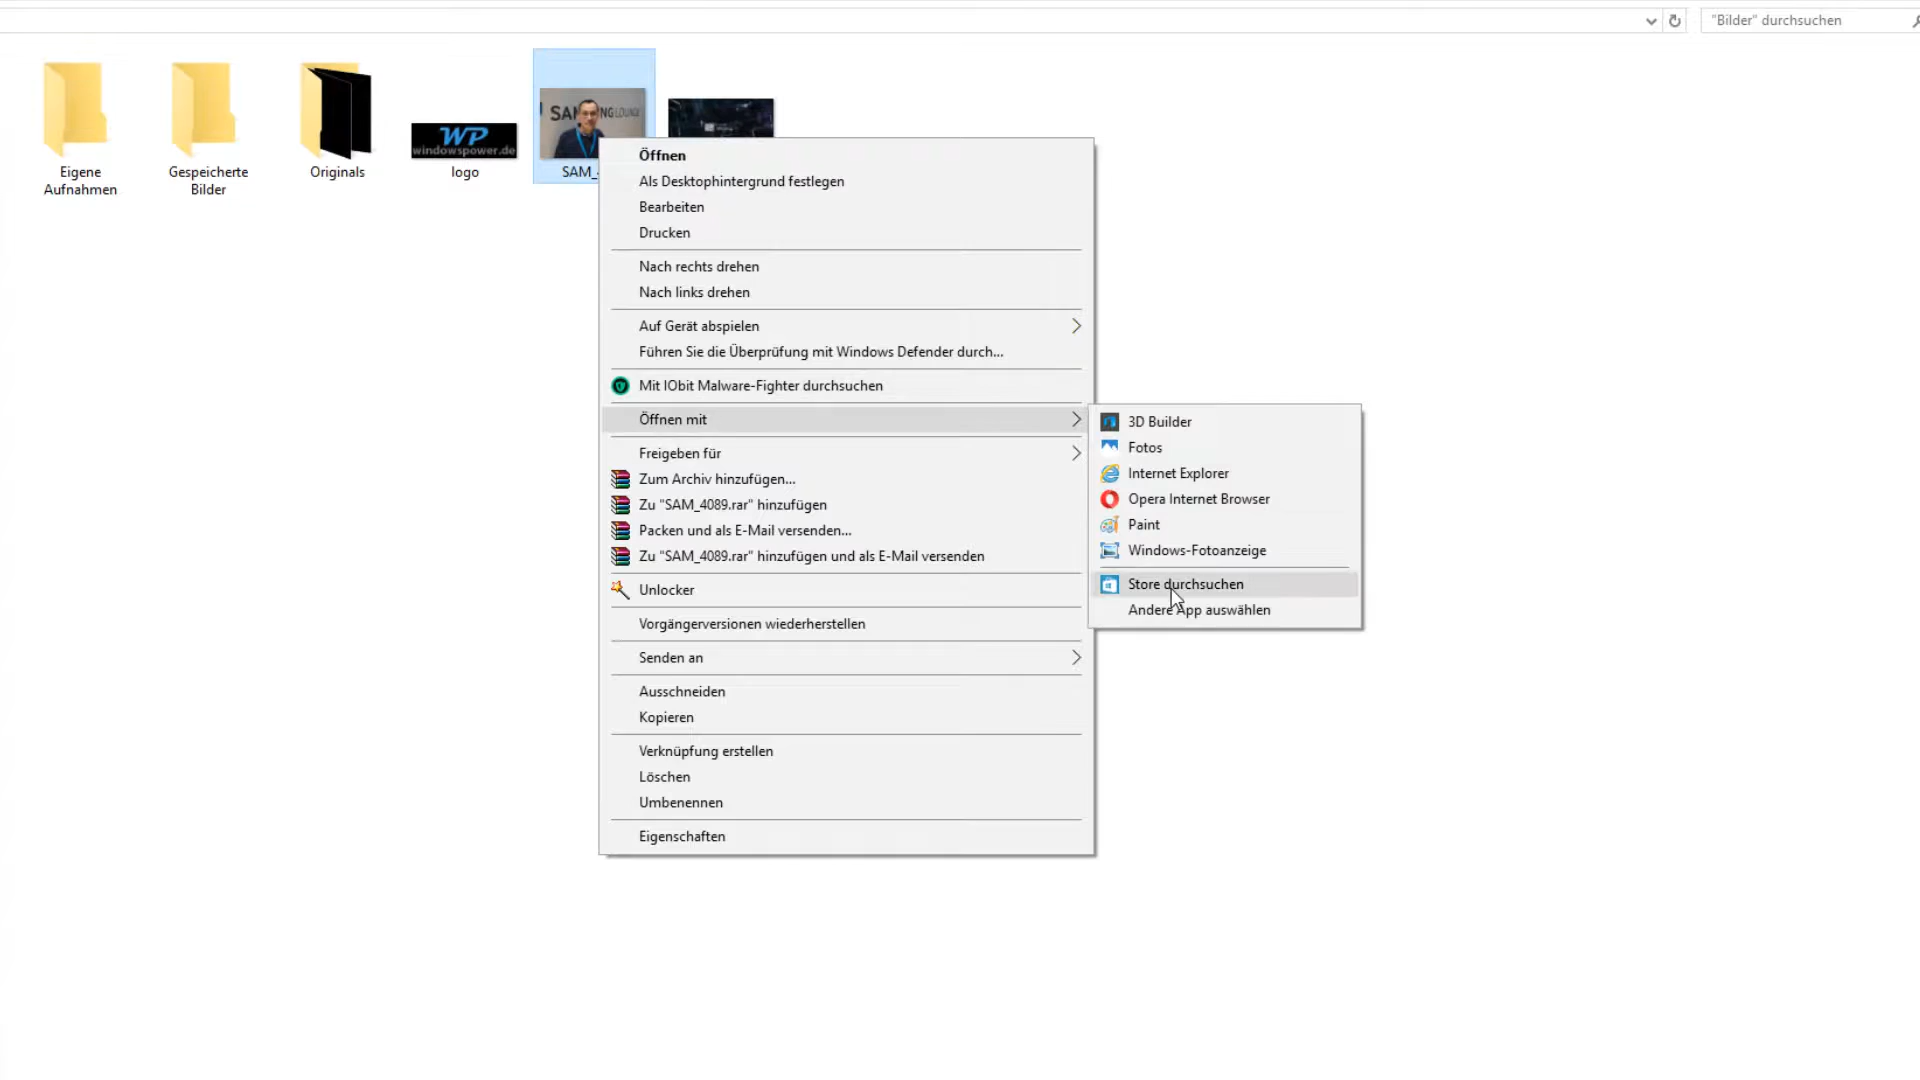 "Bilder" durchsuchen
SAMSUNG LOUNGE
WP
windowspower.de
Eigene
Aufnahmen
Gespeicherte
Bilder
Originals
logo
SAM_
Öffnen
Als Desktophintergrund festlegen
Bearbeiten
Drucken
Nach rechts drehen
Nach links drehen
Auf Gerät abspielen
Führen Sie die Überprüfung mit Windows Defender durch...
Mit IObit Malware-Fighter durchsuchen
Öffnen mit
Freigeben für
Zum Archiv hinzufügen...
Zu "SAM_4089.rar" hinzufügen
Packen und als E-Mail versenden...
Zu "SAM_4089.rar" hinzufügen und als E-Mail versenden
Unlocker
Vorgängerversionen wiederherstellen
Senden an
Ausschneiden
Kopieren
Verknüpfung erstellen
Löschen
Umbenennen
Eigenschaften
3D Builder
Fotos
Internet Explorer
Opera Internet Browser
Paint
Windows-Fotoanzeige
Store durchsuchen
Andere App auswählen